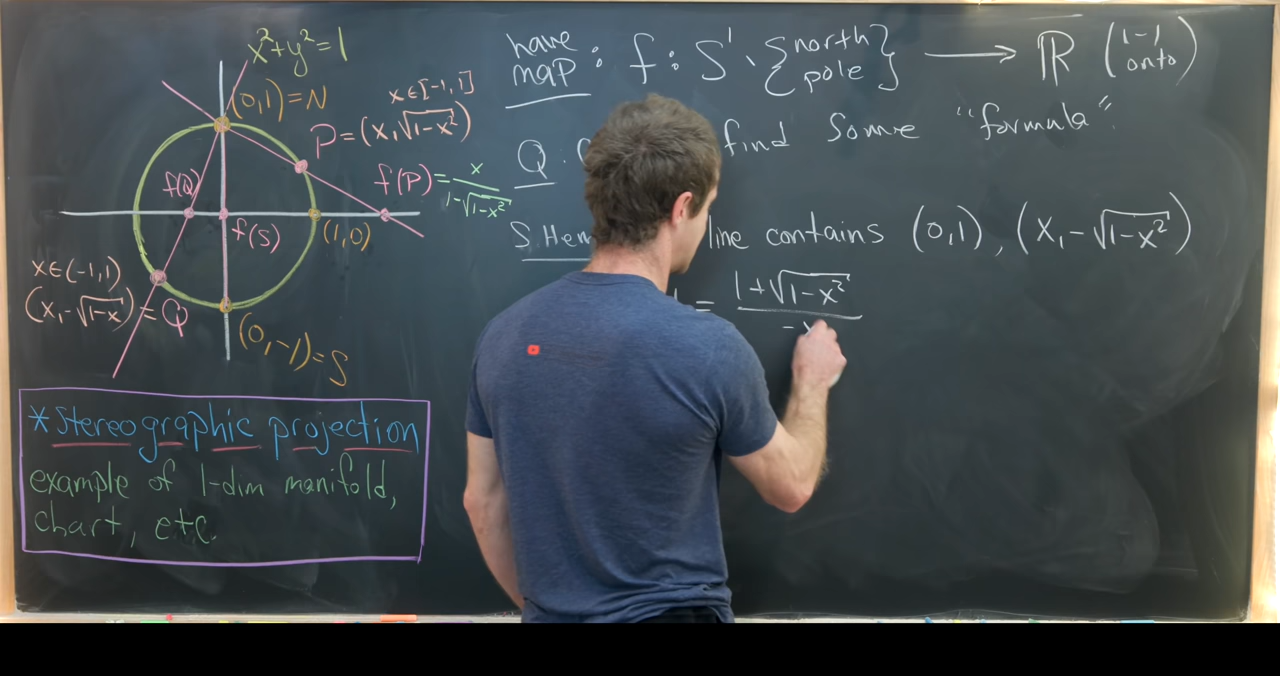 x²+y²=1
(0,1)=N
x∈[-1,1]
P=(x,√1-x²)
f(Q)
f(P)=x/1-√1-x²
f(S)
(1,0)
x∈(-1,1)
(x,-√1-x)=Q
(0,-1)=S
*Stereographic projection
example of 1-dim manifold,
chart, etc.
have map: f: S¹∖{north pole} ⟶ ℝ (1-1 onto)
Q. find some "formula"
S.Hem line contains (0,1), (x,-√1-x²)
= 1+√1-x²/-x